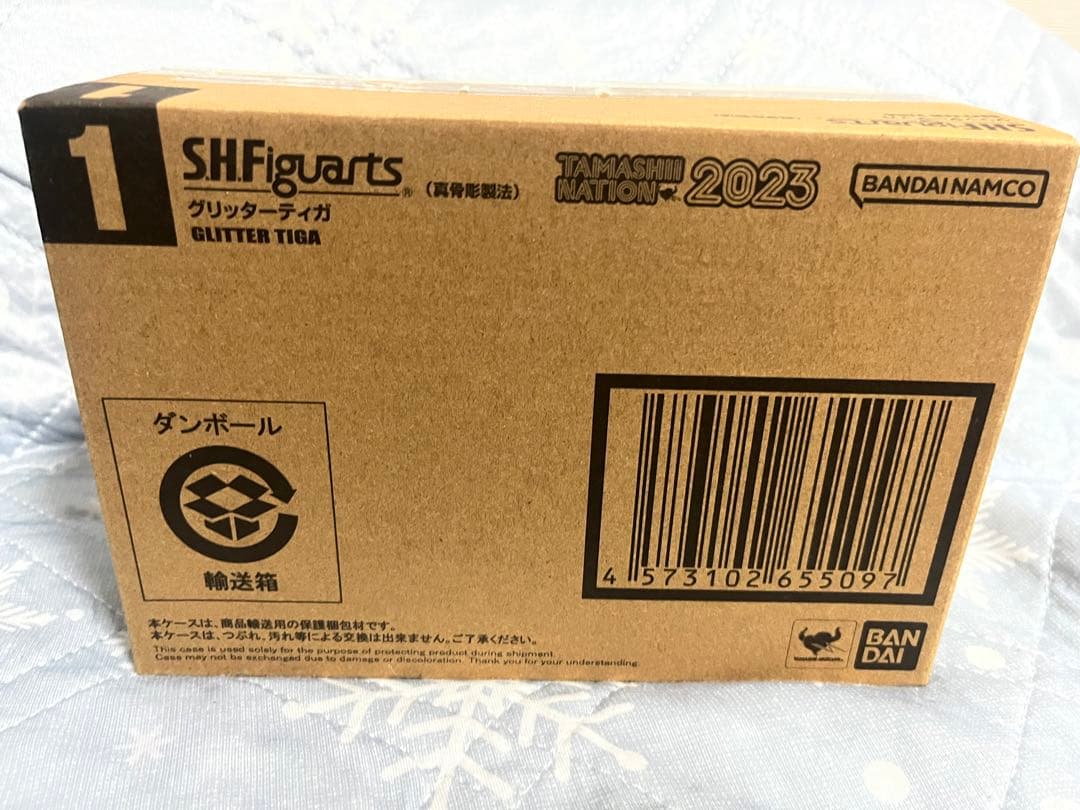 1
1
S.H.Figuarts® (真骨彫製法)
グリッターティガ
GLITTER TIGA
TAMASHII
NATION 2023
BANDAI NAMCO
S.H.Figuarts
ダンボール
輸送箱
4 573102 655097
本ケースは、商品輸送用の保護梱包材です。
本ケースは、つぶれ、汚れ等による交換は出来ません。ご了承ください。
This case is used solely for the purpose of protecting product during shipment.
Case may not be exchanged due to damage or discoloration. Thank you for your understanding.
BAN
DAI